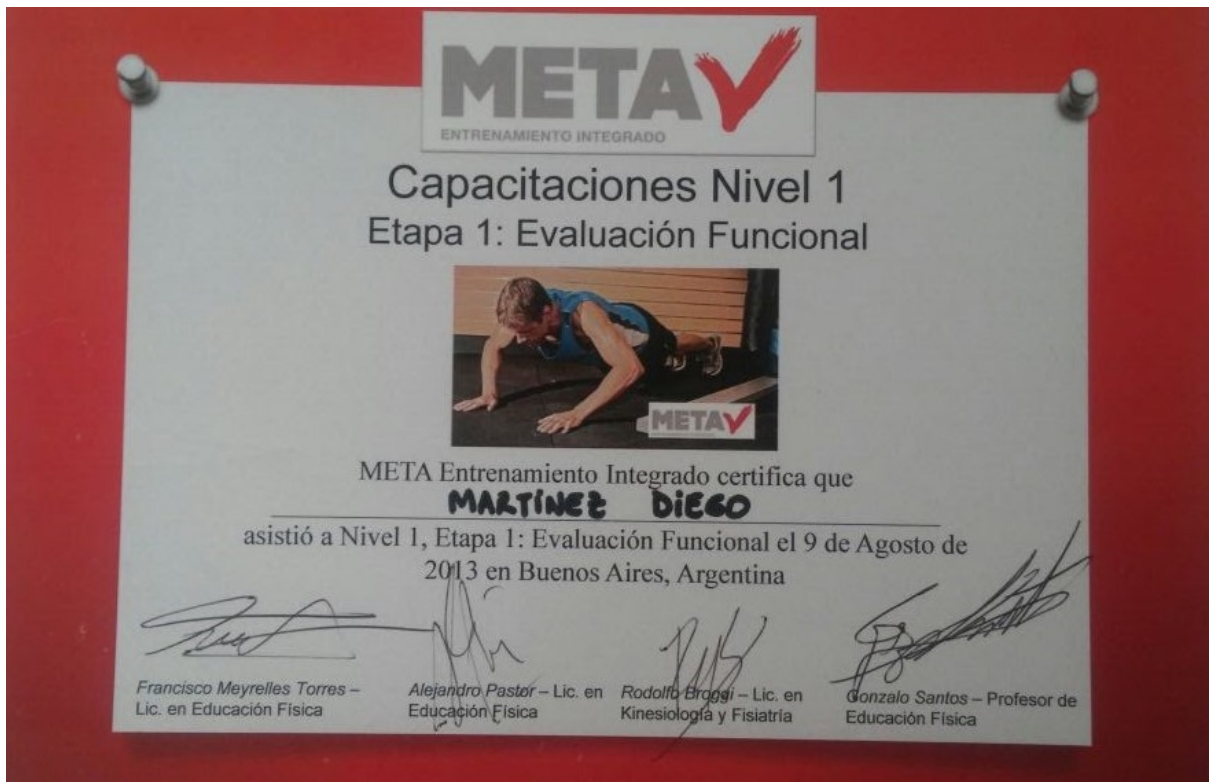 META
ENTRENAMIENTO INTEGRADO
Capacitaciones Nivel 1
Etapa 1: Evaluación Funcional
META
META Entrenamiento Integrado certifica que
MARTÍNEZ DIEGO
asistió a Nivel 1, Etapa 1: Evaluación Funcional el 9 de Agosto de
2013 en Buenos Aires, Argentina
Francisco Meyrelles Torres –
Lic. en Educación Física
Alejandro Pastor – Lic. en
Educación Física
Rodolfo Broggi – Lic. en
Kinesiología y Fisiatría
Gonzalo Santos – Profesor de
Educación Física